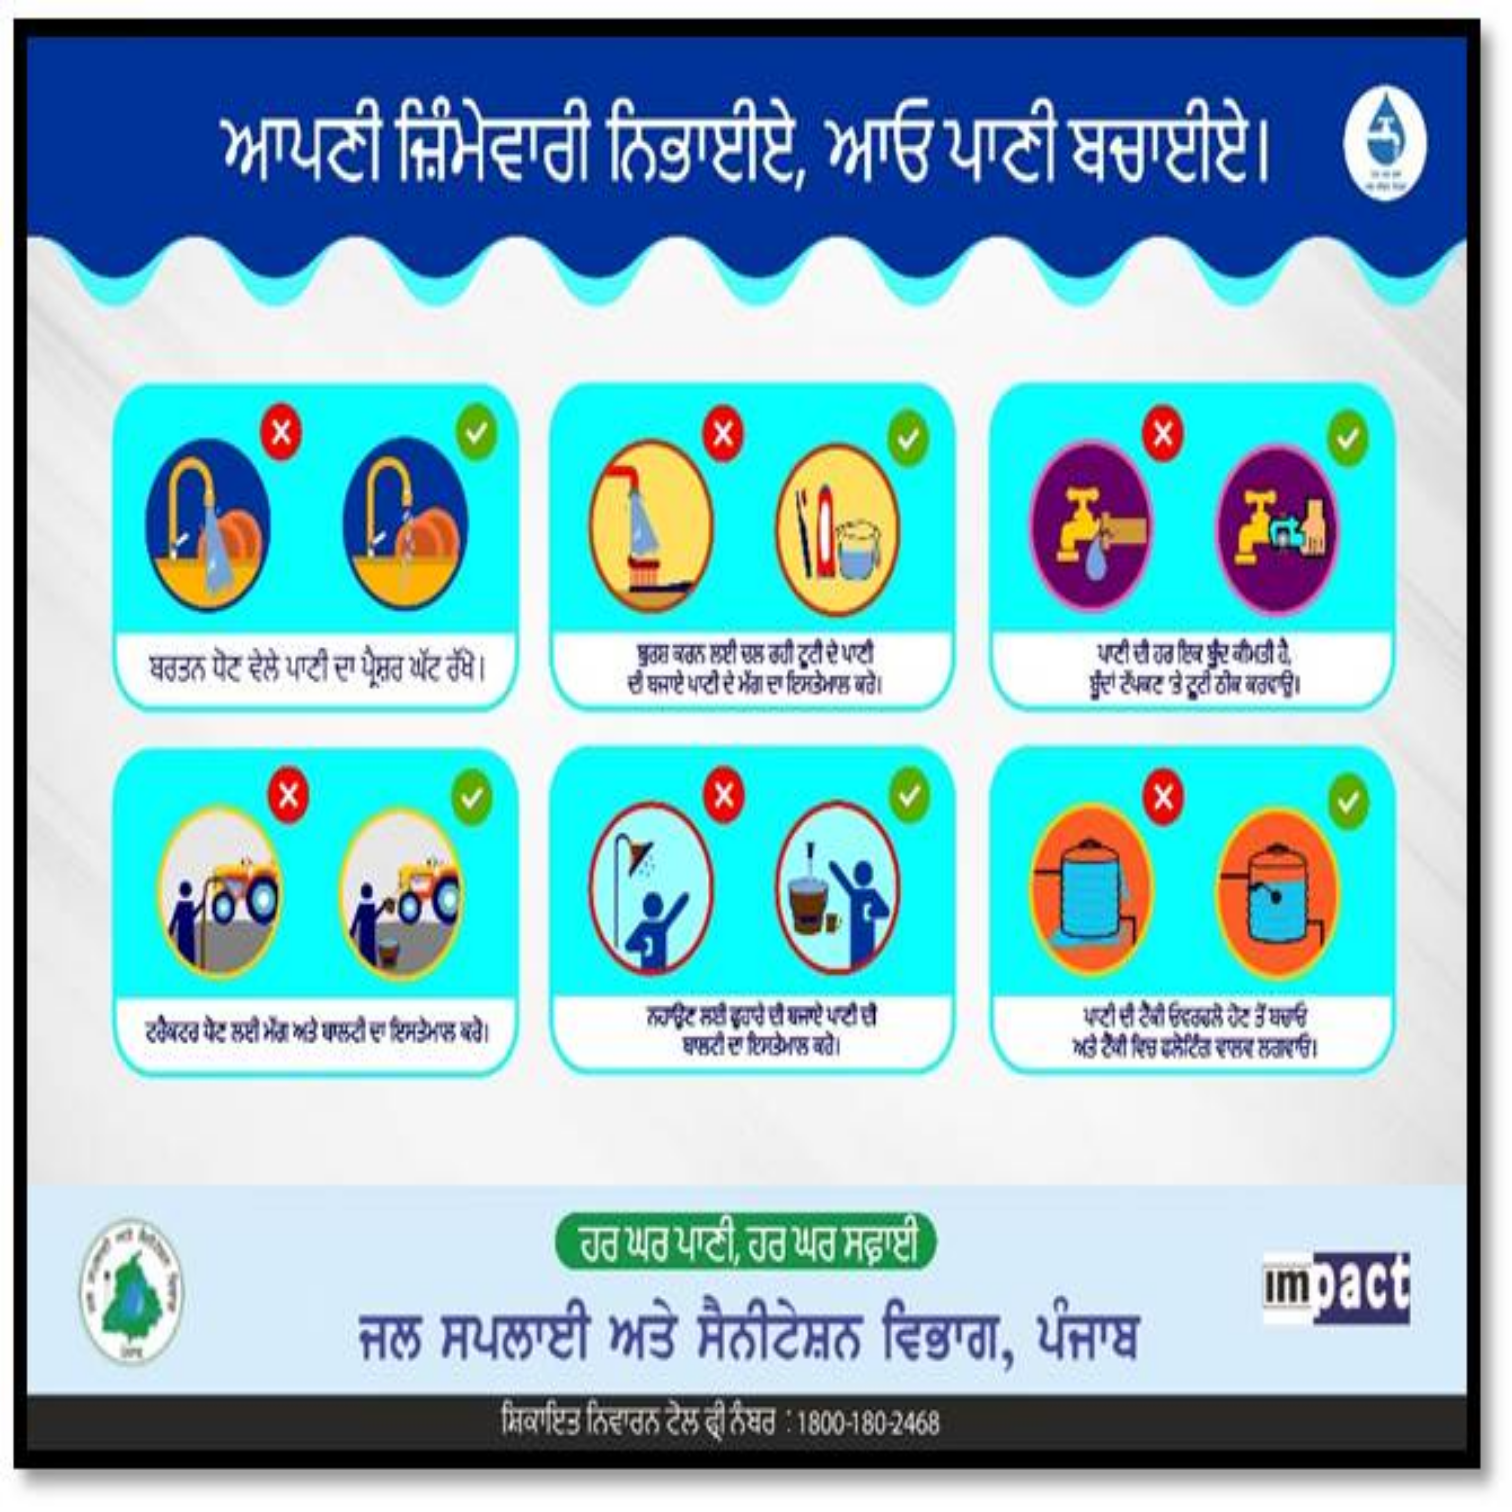 ਆਪਣੀ ਜ਼ਿੰਮੇਵਾਰੀ ਨਿਭਾਈਏ, ਆਓ ਪਾਣੀ ਬਚਾਈਏ।
ਬਰਤਨ ਧੋਣ ਵੇਲੇ ਪਾਣੀ ਦਾ ਪ੍ਰੈਸ਼ਰ ਘੱਟ ਰੱਖੋ।
ਬੁਰਸ਼ ਕਰਨ ਲਈ ਚਲ ਰਹੀ ਟੂਟੀ ਦੇ ਪਾਣੀ
ਦੀ ਬਜਾਏ ਪਾਣੀ ਦੇ ਮੱਗ ਦਾ ਇਸਤੇਮਾਲ ਕਰੋ।
ਪਾਣੀ ਦੀ ਹਰ ਇਕ ਬੂੰਦ ਕੀਮਤੀ ਹੈ,
ਬੂੰਦਾਂ ਟੱਪਕਣ 'ਤੇ ਟੂਟੀ ਠੀਕ ਕਰਵਾਉ।
ਟਰੈਕਟਰ ਧੋਣ ਲਈ ਮੱਗ ਅਤੇ ਬਾਲਟੀ ਦਾ ਇਸਤੇਮਾਲ ਕਰੋ।
ਨਹਾਉਣ ਲਈ ਫੁਹਾਰੇ ਦੀ ਬਜਾਏ ਪਾਣੀ ਦੀ
ਬਾਲਟੀ ਦਾ ਇਸਤੇਮਾਲ ਕਰੋ।
ਪਾਣੀ ਦੀ ਟੈਂਕੀ ਓਵਰਫਲੋ ਹੋਣ ਤੋਂ ਬਚਾਓ
ਅਤੇ ਟੈਂਕੀ ਵਿਚ ਫਲੋਟਿੰਗ ਵਾਲਵ ਲਗਵਾਓ।
ਹਰ ਘਰ ਪਾਣੀ, ਹਰ ਘਰ ਸਫ਼ਾਈ
ਜਲ ਸਪਲਾਈ ਅਤੇ ਸੈਨੀਟੇਸ਼ਨ ਵਿਭਾਗ, ਪੰਜਾਬ
impact
ਸ਼ਿਕਾਇਤ ਨਿਵਾਰਨ ਟੋਲ ਫ੍ਰੀ ਨੰਬਰ : 1800-180-2468